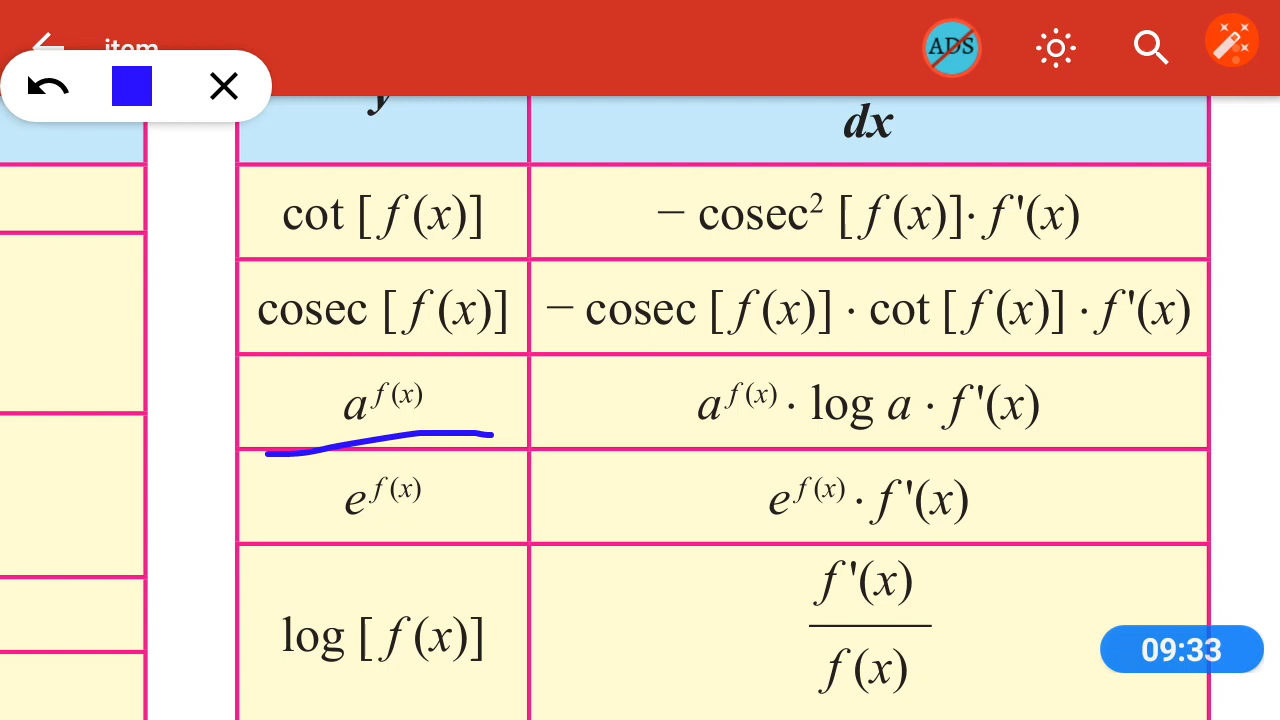 item
ADS
y
dx
cot [f(x)]
− cosec² [f(x)]· f'(x)
cosec [f(x)]
− cosec [f(x)] · cot [f(x)] · f'(x)
a^f(x)
a^f(x) · log a · f'(x)
e^f(x)
e^f(x) · f'(x)
log [f(x)]
f'(x)
f(x)
09:33